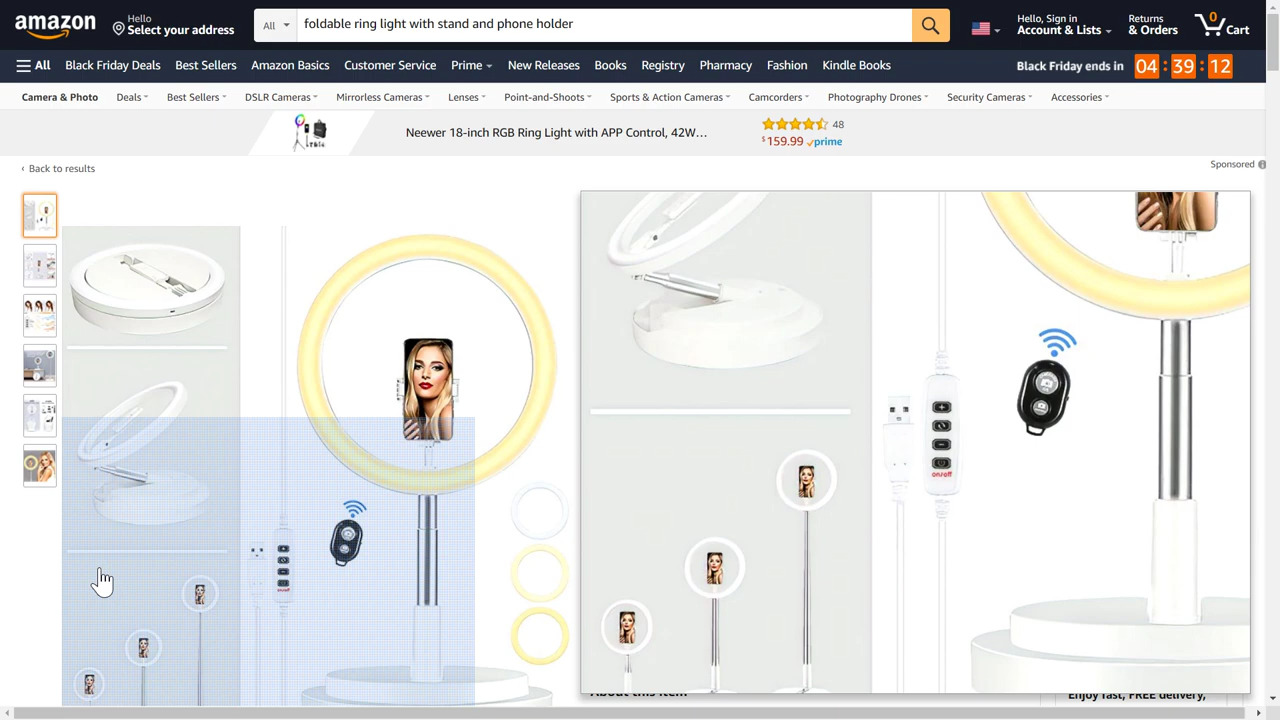 amazon
Hello
Select your address
All
foldable ring light with stand and phone holder
Hello, Sign in
Account & Lists
Returns
& Orders
0
Cart
All
Black Friday Deals
Best Sellers
Amazon Basics
Customer Service
Prime
New Releases
Books
Registry
Pharmacy
Fashion
Kindle Books
Black Friday ends in 04 : 39 : 12
Camera & Photo
Deals
Best Sellers
DSLR Cameras
Mirrorless Cameras
Lenses
Point-and-Shoots
Sports & Action Cameras
Camcorders
Photography Drones
Security Cameras
Accessories
Neewer 18-inch RGB Ring Light with APP Control, 42W...
48
$159.99 prime
‹ Back to results
Sponsored
on/off
on/off
About this item
Enjoy fast, FREE delivery,